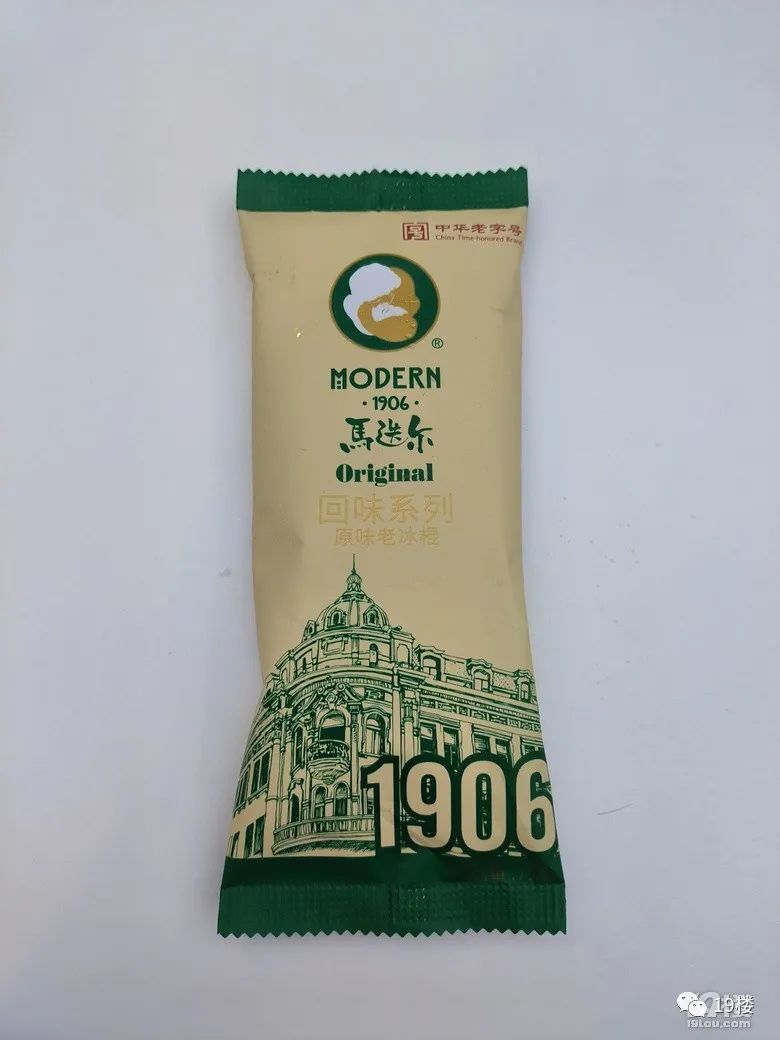 中华老字号
China Time-honored Brand
®
MODERN
·1906·
馬迭尔
Original
回味系列
原味老冰棍
1906
19楼
19lou.com